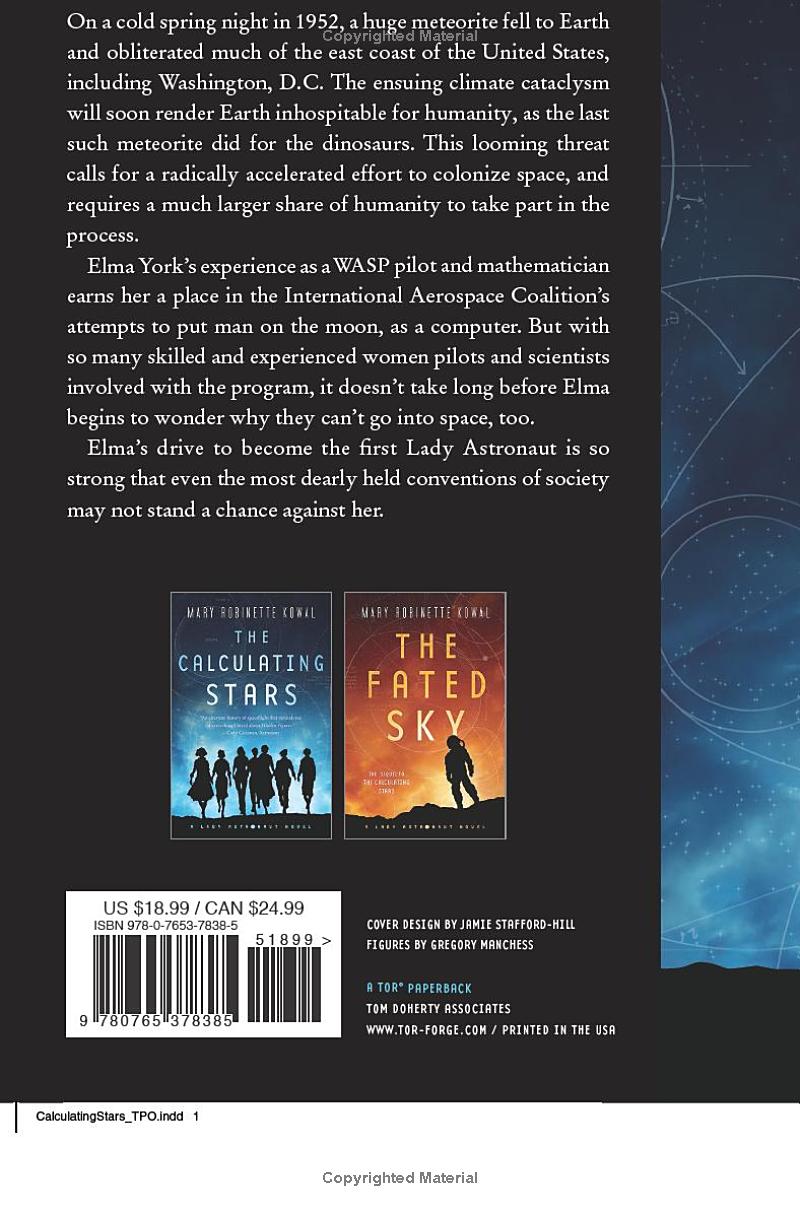 On a cold spring night in 1952, a huge meteorite fell to Earth
Copyrighted Material
and obliterated much of the east coast of the United States,
including Washington, D.C. The ensuing climate cataclysm
will soon render Earth inhospitable for humanity, as the last
such meteorite did for the dinosaurs. This looming threat
calls for a radically accelerated effort to colonize space, and
requires a much larger share of humanity to take part in the
process.
Elma York's experience as a WASP pilot and mathematician
earns her a place in the International Aerospace Coalition's
attempts to put man on the moon, as a computer. But with
so many skilled and experienced women pilots and scientists
involved with the program, it doesn't take long before Elma
begins to wonder why they can't go into space, too.
Elma's drive to become the first Lady Astronaut is so
strong that even the most dearly held conventions of society
may not stand a chance against her.
MARY ROBINETTE KOWAL
THE
CALCULATING
STARS
A LADY ASTRONAUT NOVEL
MARY ROBINETTE KOWAL
THE
FATED
SKY
THE SEQUEL TO
THE CALCULATING
STARS
A LADY ASTRONAUT NOVEL
US $18.99 / CAN $24.99
ISBN 978-0-7653-7838-5
51899 >
9 780765 378385
COVER DESIGN BY JAMIE STAFFORD-HILL
FIGURES BY GREGORY MANCHESS
A TOR® PAPERBACK
TOM DOHERTY ASSOCIATES
WWW.TOR-FORGE.COM / PRINTED IN THE USA
CalculatingStars_TPO.indd 1
Copyrighted Material